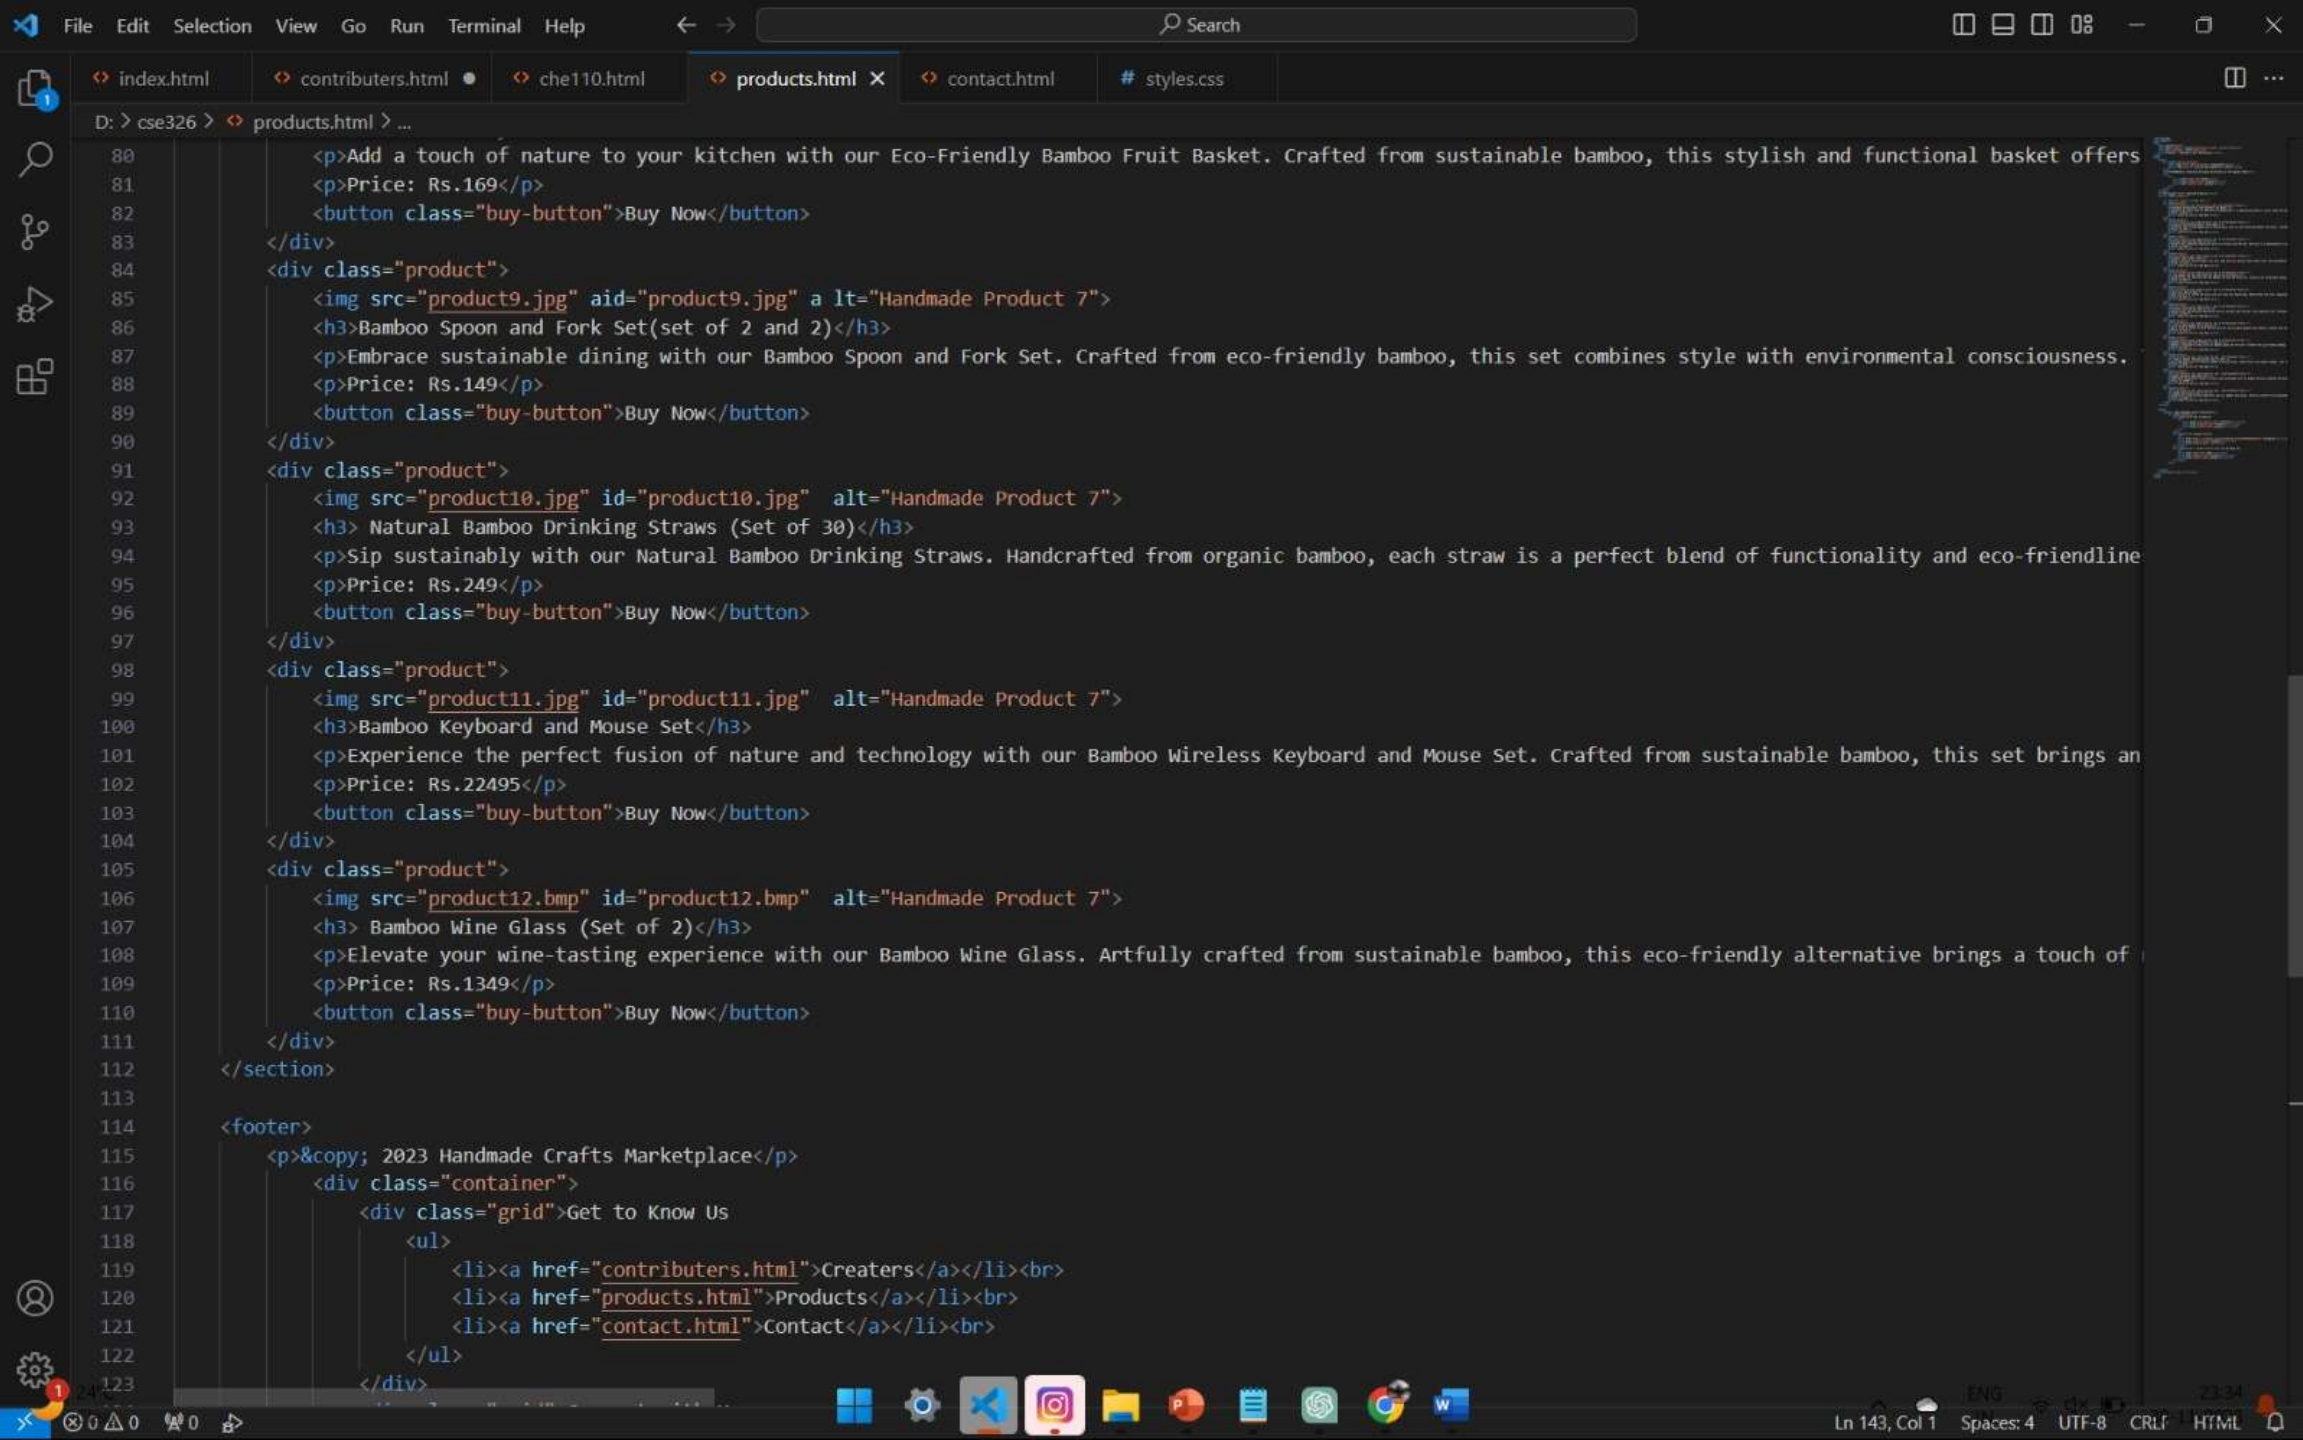 File Edit Selection View Go Run Terminal Help Search
index.html contributers.html che110.html products.html contact.html # styles.css
D: > cse326 > products.html > ...
80 <p>Add a touch of nature to your kitchen with our Eco-Friendly Bamboo Fruit Basket. Crafted from sustainable bamboo, this stylish and functional basket offers
81 <p>Price: Rs.169</p>
82 <button class="buy-button">Buy Now</button>
83 </div>
84 <div class="product">
85 <img src="product9.jpg" aid="product9.jpg" a lt="Handmade Product 7">
86 <h3>Bamboo Spoon and Fork Set(set of 2 and 2)</h3>
87 <p>Embrace sustainable dining with our Bamboo Spoon and Fork Set. Crafted from eco-friendly bamboo, this set combines style with environmental consciousness.
88 <p>Price: Rs.149</p>
89 <button class="buy-button">Buy Now</button>
90 </div>
91 <div class="product">
92 <img src="product10.jpg" id="product10.jpg"  alt="Handmade Product 7">
93 <h3> Natural Bamboo Drinking Straws (Set of 30)</h3>
94 <p>Sip sustainably with our Natural Bamboo Drinking Straws. Handcrafted from organic bamboo, each straw is a perfect blend of functionality and eco-friendline
95 <p>Price: Rs.249</p>
96 <button class="buy-button">Buy Now</button>
97 </div>
98 <div class="product">
99 <img src="product11.jpg" id="product11.jpg"  alt="Handmade Product 7">
100 <h3>Bamboo Keyboard and Mouse Set</h3>
101 <p>Experience the perfect fusion of nature and technology with our Bamboo Wireless Keyboard and Mouse Set. Crafted from sustainable bamboo, this set brings an
102 <p>Price: Rs.22495</p>
103 <button class="buy-button">Buy Now</button>
104 </div>
105 <div class="product">
106 <img src="product12.bmp" id="product12.bmp"  alt="Handmade Product 7">
107 <h3> Bamboo Wine Glass (Set of 2)</h3>
108 <p>Elevate your wine-tasting experience with our Bamboo Wine Glass. Artfully crafted from sustainable bamboo, this eco-friendly alternative brings a touch of
109 <p>Price: Rs.1349</p>
110 <button class="buy-button">Buy Now</button>
111 </div>
112 </section>
113
114 <footer>
115 <p>&copy; 2023 Handmade Crafts Marketplace</p>
116 <div class="container">
117 <div class="grid">Get to Know Us
118 <ul>
119 <li><a href="contributers.html">Creaters</a></li><br>
120 <li><a href="products.html">Products</a></li><br>
121 <li><a href="contact.html">Contact</a></li><br>
122 </ul>
123 </div>
ENG 23:34
0 0 0 Ln 143, Col 1 Spaces: 4 UTF-8 CRLF HTML